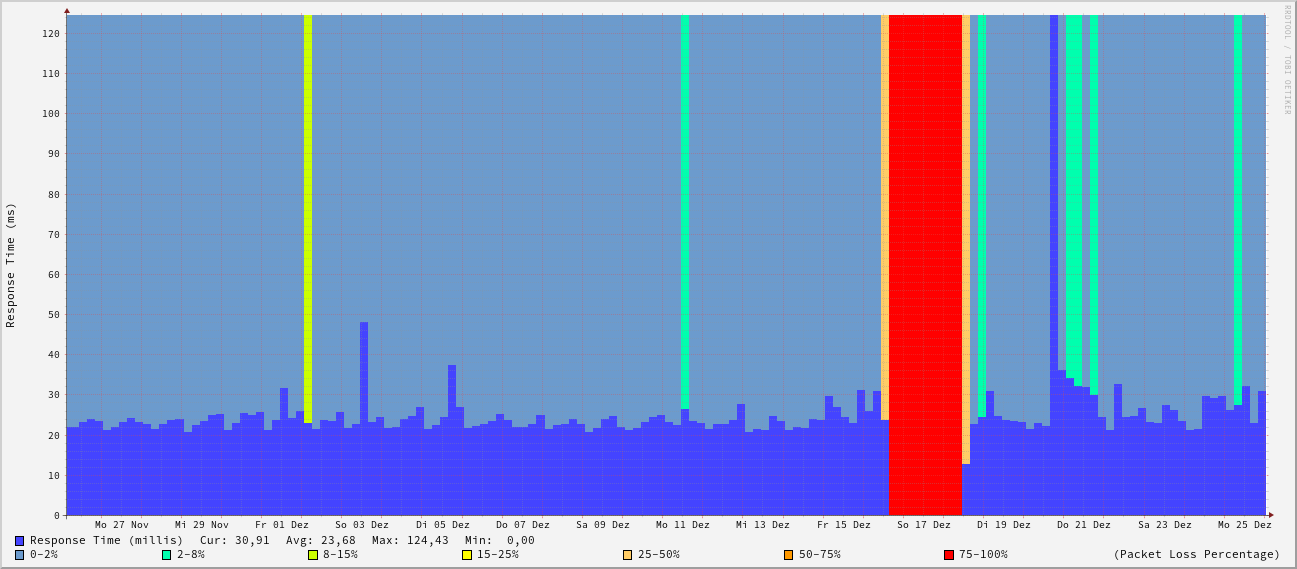 RRDTOOL / TOBI OETIKER
Response Time (ms)
120
110
100
90
80
70
60
50
40
30
20
10
0
Mo 27 Nov Mi 29 Nov Fr 01 Dez So 03 Dez Di 05 Dez Do 07 Dez Sa 09 Dez Mo 11 Dez Mi 13 Dez Fr 15 Dez So 17 Dez Di 19 Dez Do 21 Dez Sa 23 Dez Mo 25 Dez
Response Time (millis) Cur: 30,91 Avg: 23,68 Max: 124,43 Min: 0,00
0-2% 2-8% 8-15% 15-25% 25-50% 50-75% 75-100% (Packet Loss Percentage)